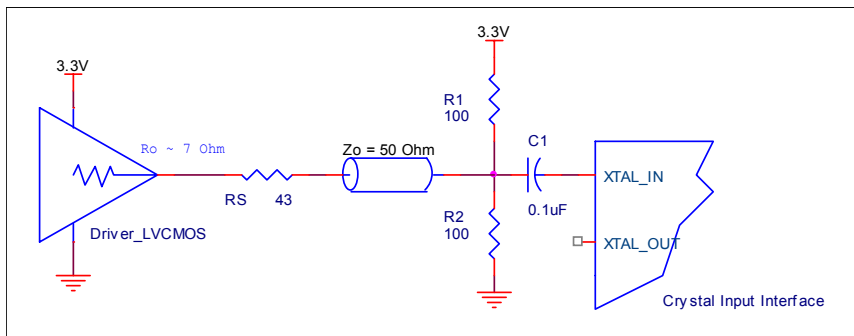 3.3V
3.3V
R1
100
C1
Ro ~ 7 Ohm
Zo = 50 Ohm
XTAL_IN
RS 43
0.1uF
R2
100
Driver_LVCMOS
XTAL_OUT
Crystal Input Interface